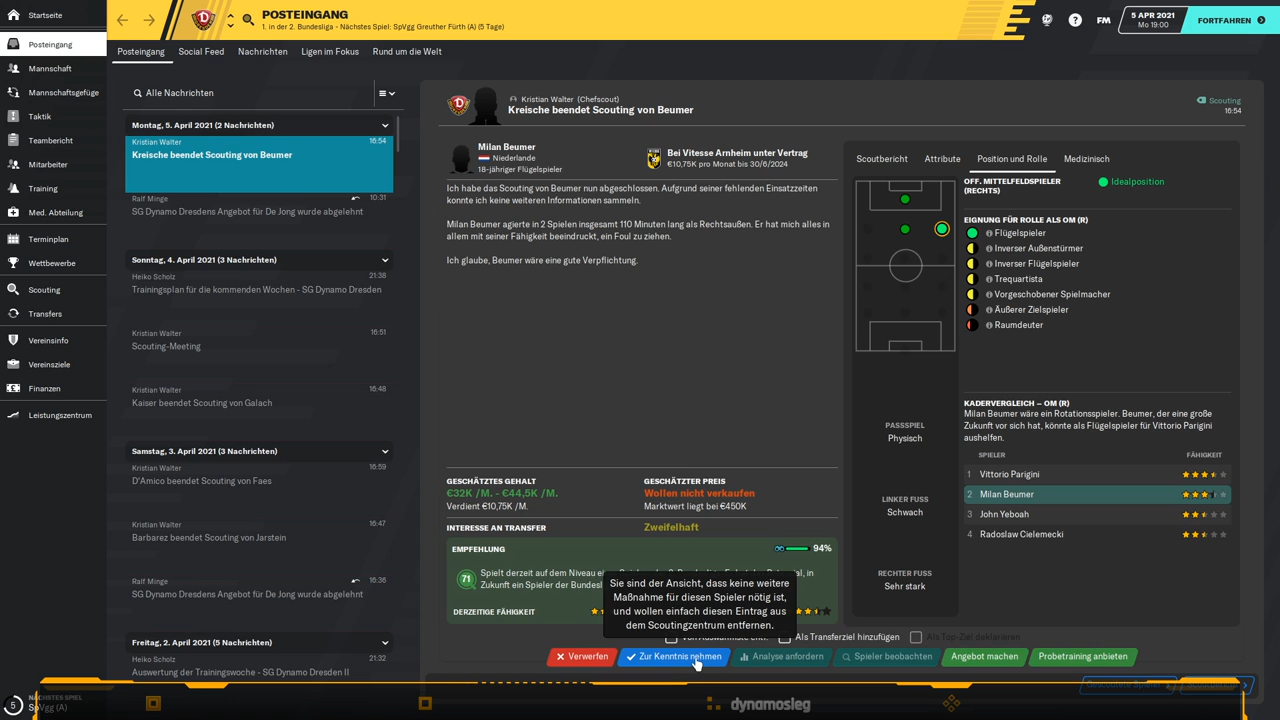 Startseite
POSTEINGANG
1. in der 2. Bundesliga - Nächstes Spiel: SpVgg Greuther Fürth (A) (5 Tage)
FM
5 APR 2021
Mo 19:00
FORTFAHREN
Posteingang
Mannschaft
Mannschaftsgefüge
Taktik
Teambericht
Mitarbeiter
Training
Med. Abteilung
Terminplan
Wettbewerbe
Scouting
Transfers
Vereinsinfo
Vereinsziele
Finanzen
Leistungszentrum
Posteingang
Social Feed
Nachrichten
Ligen im Fokus
Rund um die Welt
Alle Nachrichten
Montag, 5. April 2021 (2 Nachrichten)
Kristian Walter 16:54
Kreische beendet Scouting von Beumer
Ralf Minge 10:31
SG Dynamo Dresdens Angebot für De Jong wurde abgelehnt
Sonntag, 4. April 2021 (3 Nachrichten)
Heiko Scholz 21:38
Trainingsplan für die kommenden Wochen - SG Dynamo Dresden
Kristian Walter 16:51
Scouting-Meeting
Kristian Walter 16:48
Kaiser beendet Scouting von Galach
Samstag, 3. April 2021 (3 Nachrichten)
Kristian Walter 16:59
D'Amico beendet Scouting von Faes
Kristian Walter 16:47
Barbarez beendet Scouting von Jarstein
Ralf Minge 16:36
SG Dynamo Dresdens Angebot für De Jong wurde abgelehnt
Freitag, 2. April 2021 (5 Nachrichten)
Heiko Scholz 21:32
Auswertung der Trainingswoche - SG Dynamo Dresden II
Kristian Walter (Chefscout)
Kreische beendet Scouting von Beumer
Scouting
16:54
Milan Beumer
Niederlande
18-jähriger Flügelspieler
Bei Vitesse Arnheim unter Vertrag
€10,75K pro Monat bis 30/6/2024
Ich habe das Scouting von Beumer nun abgeschlossen. Aufgrund seiner fehlenden Einsatzzeiten
konnte ich keine weiteren Informationen sammeln.
Milan Beumer agierte in 2 Spielen insgesamt 110 Minuten lang als Rechtsaußen. Er hat mich alles in
allem mit seiner Fähigkeit beeindruckt, ein Foul zu ziehen.
Ich glaube, Beumer wäre eine gute Verpflichtung.
GESCHÄTZTES GEHALT
€32K /M. - €44,5K /M.
Verdient €10,75K /M.
GESCHÄTZTER PREIS
Wollen nicht verkaufen
Marktwert liegt bei €450K
INTERESSE AN TRANSFER
Zweifelhaft
EMPFEHLUNG
94%
71
Spielt derzeit auf dem Niveau
Zukunft ein Spieler der
DERZEITIGE FÄHIGKEIT
Sie sind der Ansicht, dass keine weitere
Maßnahme für diesen Spieler nötig ist,
und wollen einfach diesen Eintrag aus
dem Scoutingzentrum entfernen.
Als Transferziel hinzufügen
Als Top-Ziel deklarieren
Verwerfen
Zur Kenntnis nehmen
Analyse anfordern
Spieler beobachten
Angebot machen
Probetraining anbieten
Scoutbericht
Attribute
Position und Rolle
Medizinisch
OFF. MITTELFELDSPIELER
(RECHTS)
Idealposition
EIGNUNG FÜR ROLLE ALS OM (R)
Flügelspieler
Inverser Außenstürmer
Inverser Flügelspieler
Trequartista
Vorgeschobener Spielmacher
Äußerer Zielspieler
Raumdeuter
PASSSPIEL
Physisch
LINKER FUSS
Schwach
RECHTER FUSS
Sehr stark
KADERVERGLEICH – OM (R)
Milan Beumer wäre ein Rotationsspieler. Beumer, der eine große
Zukunft vor sich hat, könnte als Flügelspieler für Vittorio Parigini
aushelfen.
SPIELER FÄHIGKEIT
1 Vittorio Parigini
2 Milan Beumer
3 John Yeboah
4 Radoslaw Cielemecki
5
NÄCHSTES SPIEL
SpVgg (A)
dynamosleg